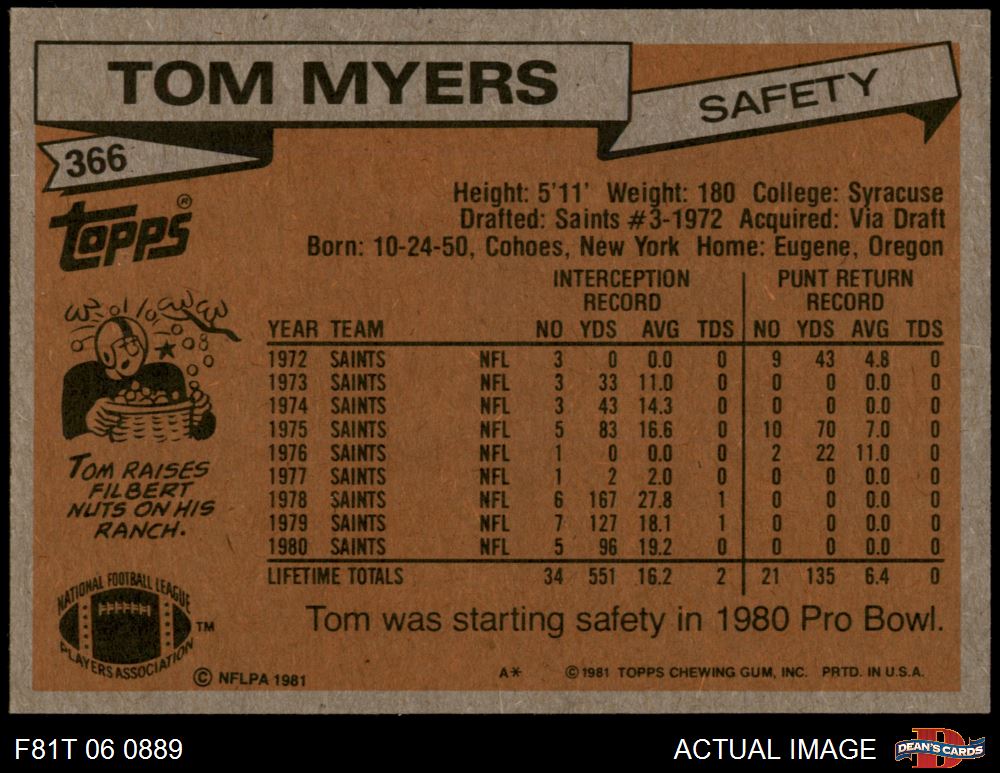 TOM MYERS
SAFETY
366
topps®
Height: 5'11' Weight: 180 College: Syracuse
Drafted: Saints #3-1972 Acquired: Via Draft
Born: 10-24-50, Cohoes, New York Home: Eugene, Oregon
INTERCEPTION RECORD PUNT RETURN RECORD
YEAR TEAM NO YDS AVG TDS NO YDS AVG TDS
1972 SAINTS NFL 3 0 0.0 0 9 43 4.8 0
1973 SAINTS NFL 3 33 11.0 0 0 0 0.0 0
1974 SAINTS NFL 3 43 14.3 0 0 0 0.0 0
1975 SAINTS NFL 5 83 16.6 0 10 70 7.0 0
1976 SAINTS NFL 1 0 0.0 0 2 22 11.0 0
1977 SAINTS NFL 1 2 2.0 0 0 0 0.0 0
1978 SAINTS NFL 6 167 27.8 1 0 0 0.0 0
1979 SAINTS NFL 7 127 18.1 1 0 0 0.0 0
1980 SAINTS NFL 5 96 19.2 0 0 0 0.0 0
LIFETIME TOTALS 34 551 16.2 2 21 135 6.4 0
TOM RAISES
FILBERT
NUTS ON HIS
RANCH.
Tom was starting safety in 1980 Pro Bowl.
NATIONAL FOOTBALL LEAGUE
PLAYERS ASSOCIATION
TM
© NFLPA 1981
A* © 1981 TOPPS CHEWING GUM, INC. PRTD. IN U.S.A.
F81T 06 0889
ACTUAL IMAGE
D
DEAN'S CARDS